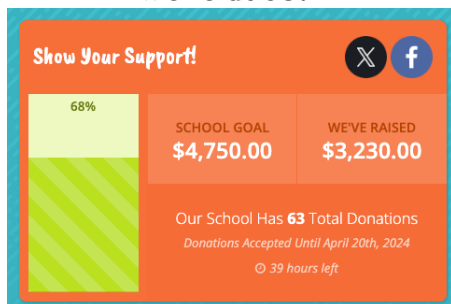 Show Your Support!
68%
SCHOOL GOAL
$4,750.00
WE'VE RAISED
$3,230.00
Our School Has 63 Total Donations
Donations Accepted Until April 20th, 2024
39 hours left